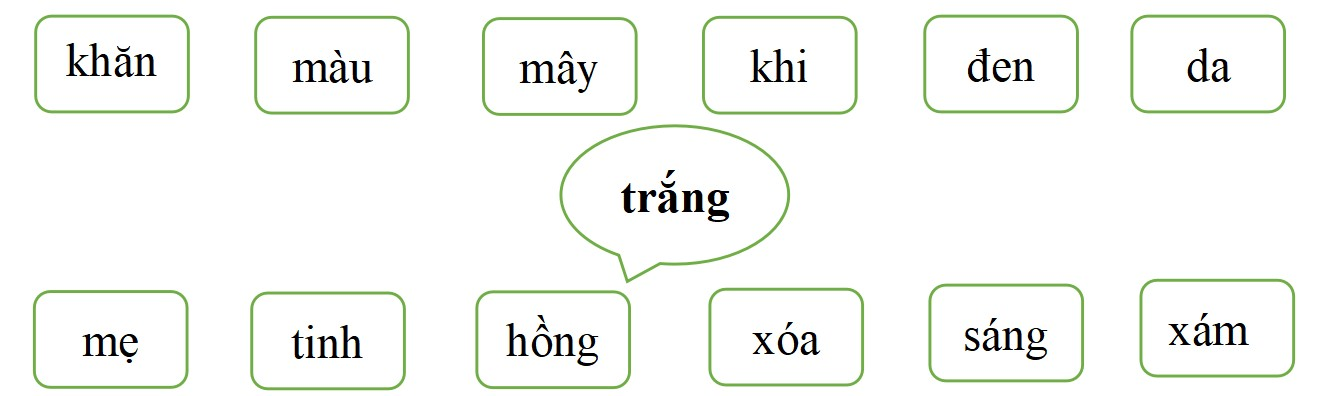 khăn màu mây khi đen da
trắng
mẹ tinh hồng xóa sáng xám